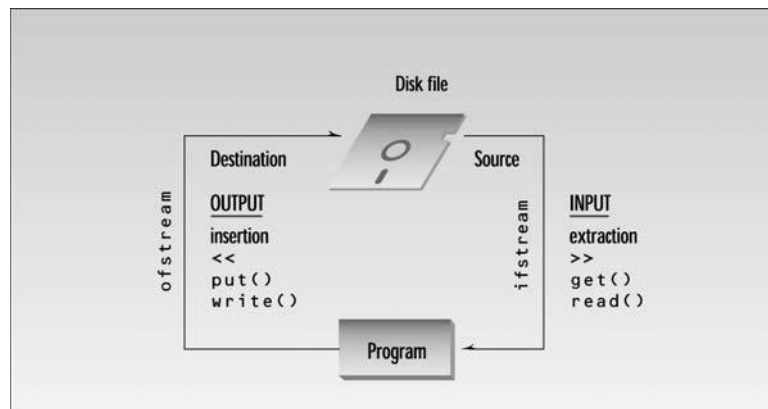 Disk file
Destination
Source
ofstream
OUTPUT
insertion
<<
put()
write()
ifstream
INPUT
extraction
>>
get()
read()
Program